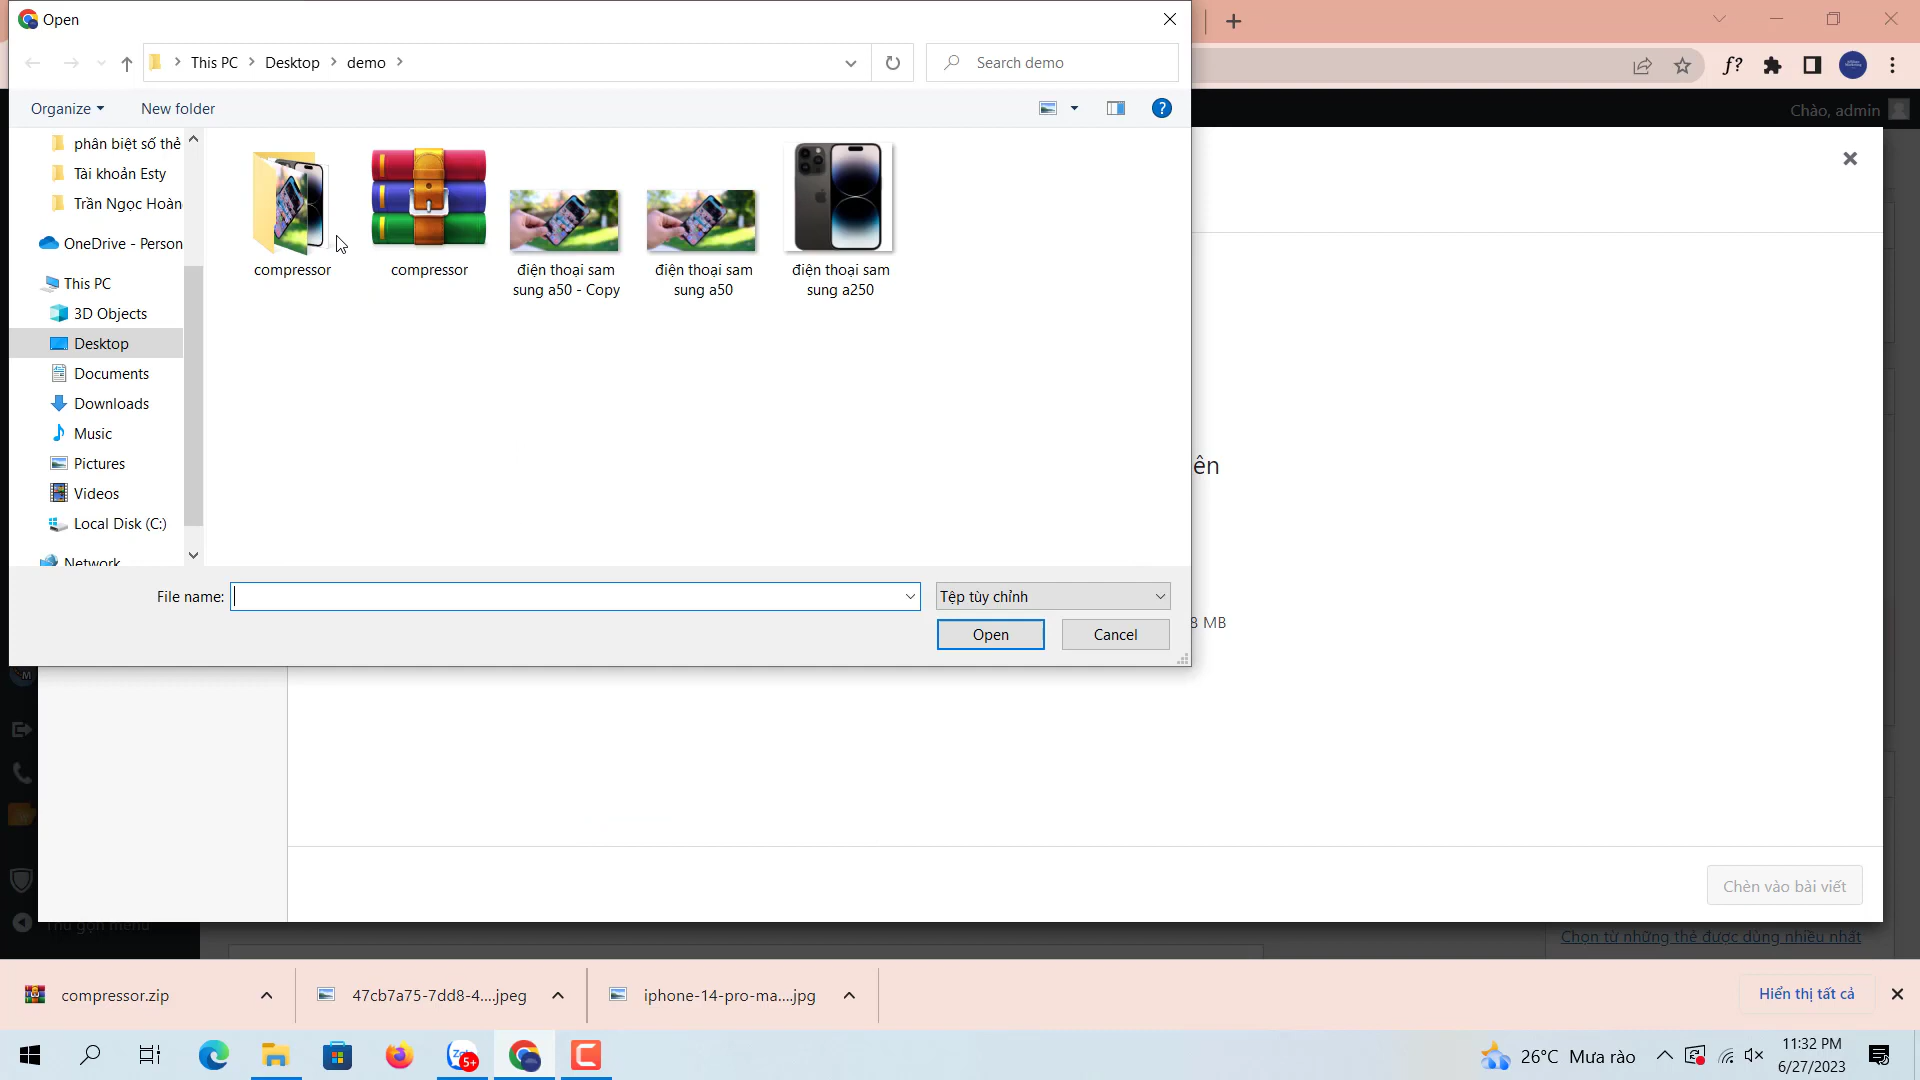 Open
This PC
Desktop
demo
Search demo
Organize
New folder
Chào, admin
phân biệt số thẻ
Tài khoản Esty
Trần Ngọc Hoàn
OneDrive - Person
This PC
3D Objects
Desktop
Documents
Downloads
Music
Pictures
Videos
Local Disk (C:)
Network
compressor
compressor
điện thoại sam
sung a50 - Copy
điện thoại sam
sung a50
điện thoại sam
sung a250
ên
File name:
Tệp tùy chỉnh
Open
Cancel
8 MB
Chèn vào bài viết
Thu gọn menu
Chọn từ những thẻ được dùng nhiều nhất
compressor.zip
47cb7a75-7dd8-4....jpeg
iphone-14-pro-ma....jpg
Hiển thị tất cả
5+
26°C Mưa rào
11:32 PM
6/27/2023